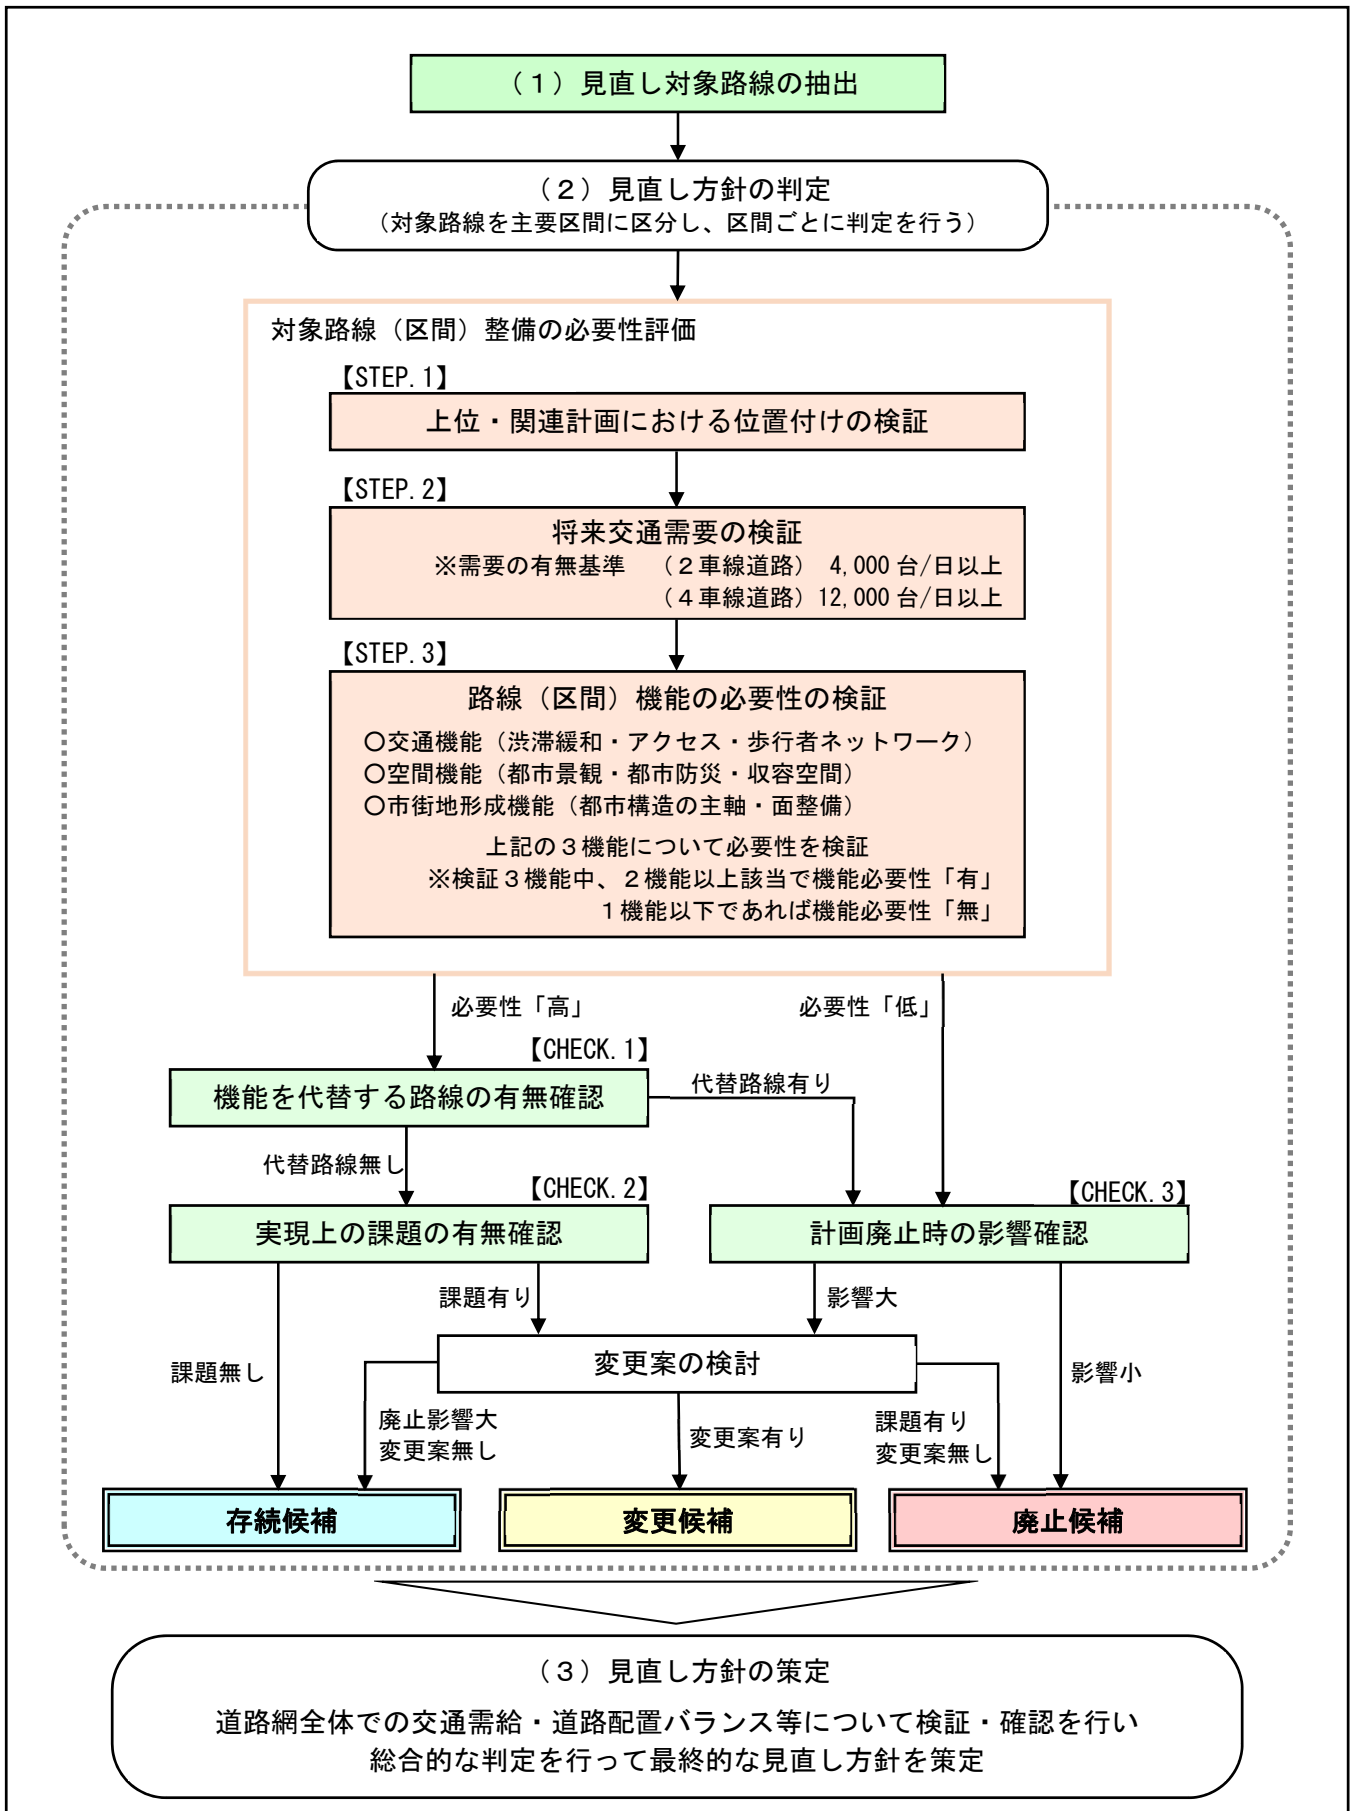 （１）見直し対象路線の抽出
（２）見直し方針の判定
（対象路線を主要区間に区分し、区間ごとに判定を行う）
対象路線（区間）整備の必要性評価
【STEP.1】
上位・関連計画における位置付けの検証
【STEP.2】
将来交通需要の検証
※需要の有無基準　（２車線道路）　4,000 台/日以上
（４車線道路）12,000 台/日以上
【STEP.3】
路線（区間）機能の必要性の検証
○交通機能（渋滞緩和・アクセス・歩行者ネットワーク）
○空間機能（都市景観・都市防災・収容空間）
○市街地形成機能（都市構造の主軸・面整備）
上記の３機能について必要性を検証
※検証３機能中、２機能以上該当で機能必要性「有」
１機能以下であれば機能必要性「無」
必要性「高」
必要性「低」
【CHECK.1】
機能を代替する路線の有無確認
代替路線有り
代替路線無し
【CHECK.2】
実現上の課題の有無確認
【CHECK.3】
計画廃止時の影響確認
課題有り
影響大
変更案の検討
課題無し
影響小
廃止影響大
変更案無し
変更案有り
課題有り
変更案無し
存続候補
変更候補
廃止候補
（３）見直し方針の策定
道路網全体での交通需給・道路配置バランス等について検証・確認を行い
総合的な判定を行って最終的な見直し方針を策定